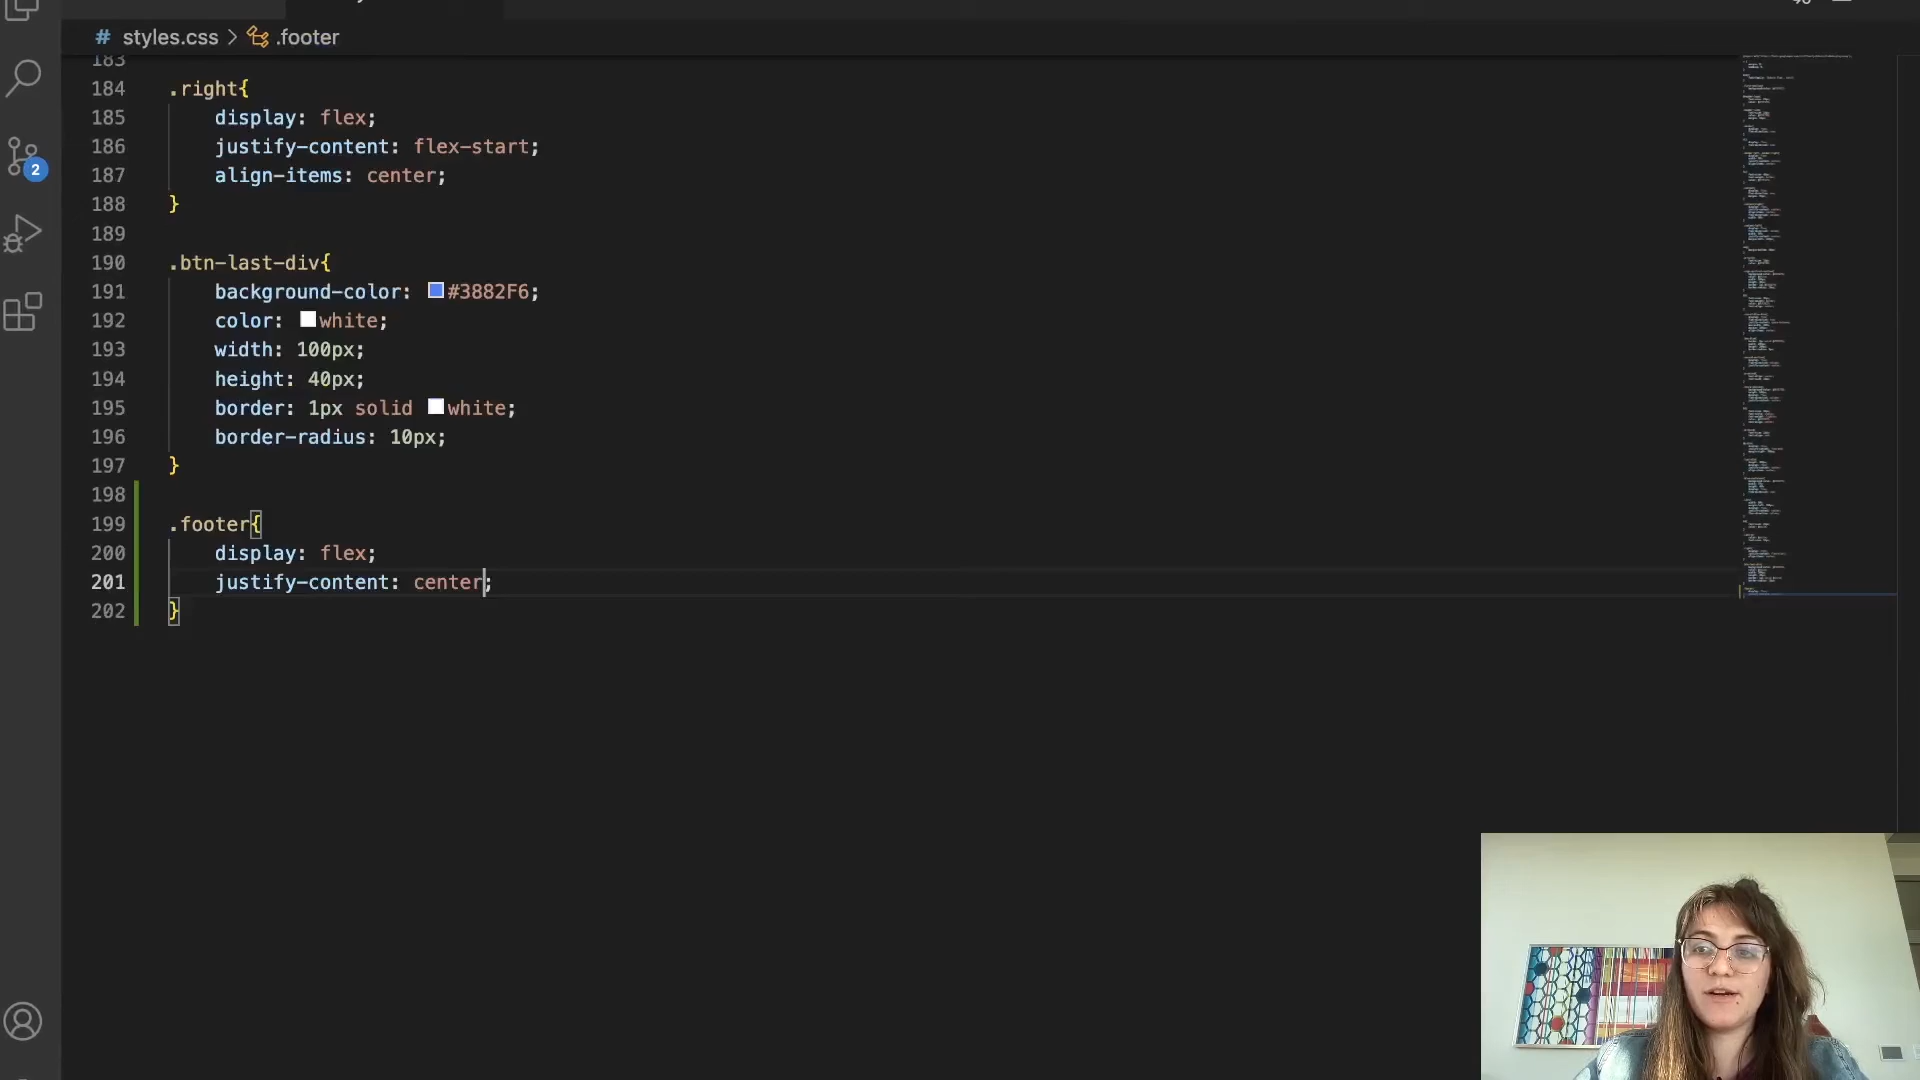 # styles.css > .footer
183
184 .right{
185 display: flex;
186 justify-content: flex-start;
187 align-items: center;
188 }
189
190 .btn-last-div{
191 background-color: #3882F6;
192 color: white;
193 width: 100px;
194 height: 40px;
195 border: 1px solid white;
196 border-radius: 10px;
197 }
198
199 .footer{
200 display: flex;
201 justify-content: center;
202 }
2